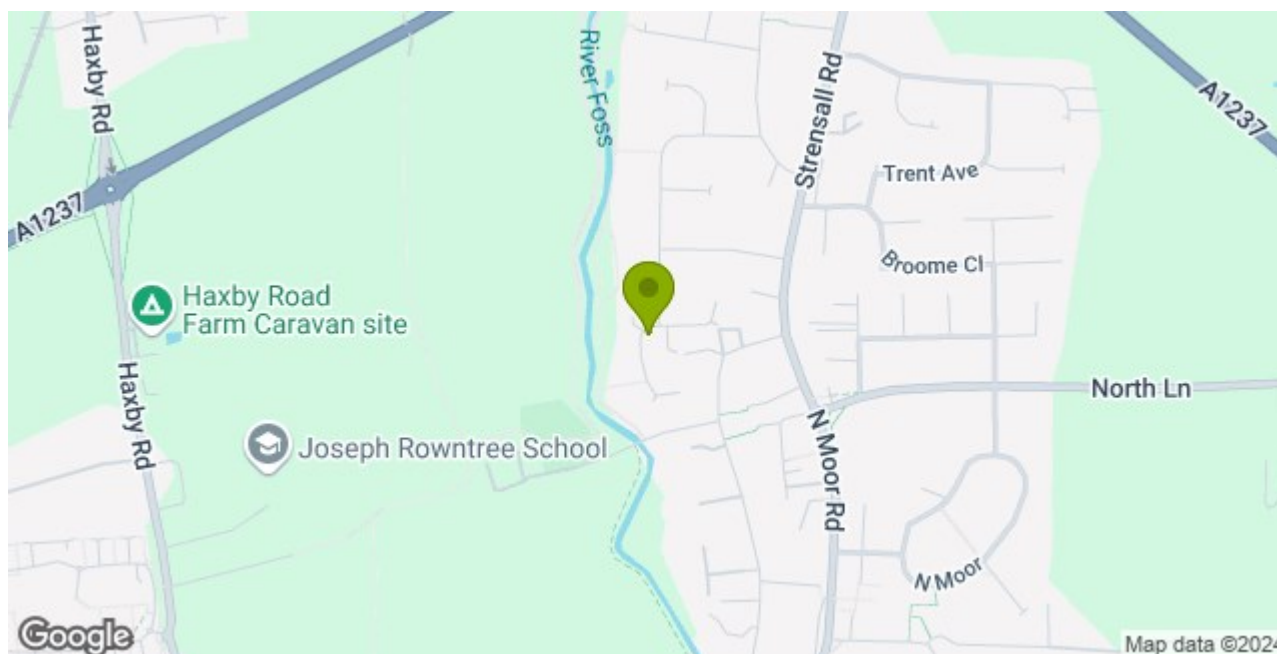 Haxby Rd
River Foss
Strensall Rd
A1237
Trent Ave
A1237
Broome Cl
Haxby Road
Farm Caravan site
Haxby Rd
North Ln
Joseph Rowntree School
N Moor Rd
N Moor
Google
Map data ©2024